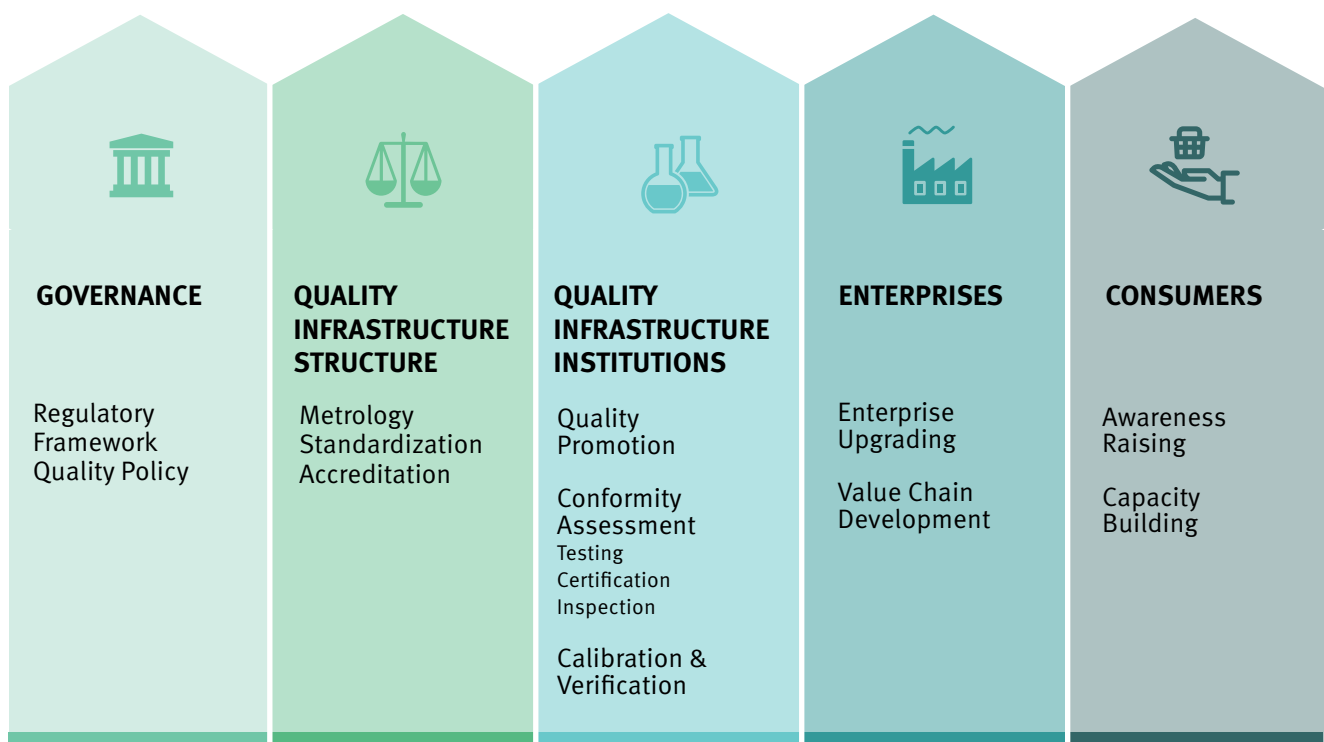 GOVERNANCE
Regulatory
Framework
Quality Policy
QUALITY
INFRASTRUCTURE
STRUCTURE
Metrology
Standardization
Accreditation
QUALITY
INFRASTRUCTURE
INSTITUTIONS
Quality
Promotion
Conformity
Assessment
Testing
Certification
Inspection
Calibration &
Verification
ENTERPRISES
Enterprise
Upgrading
Value Chain
Development
CONSUMERS
Awareness
Raising
Capacity
Building